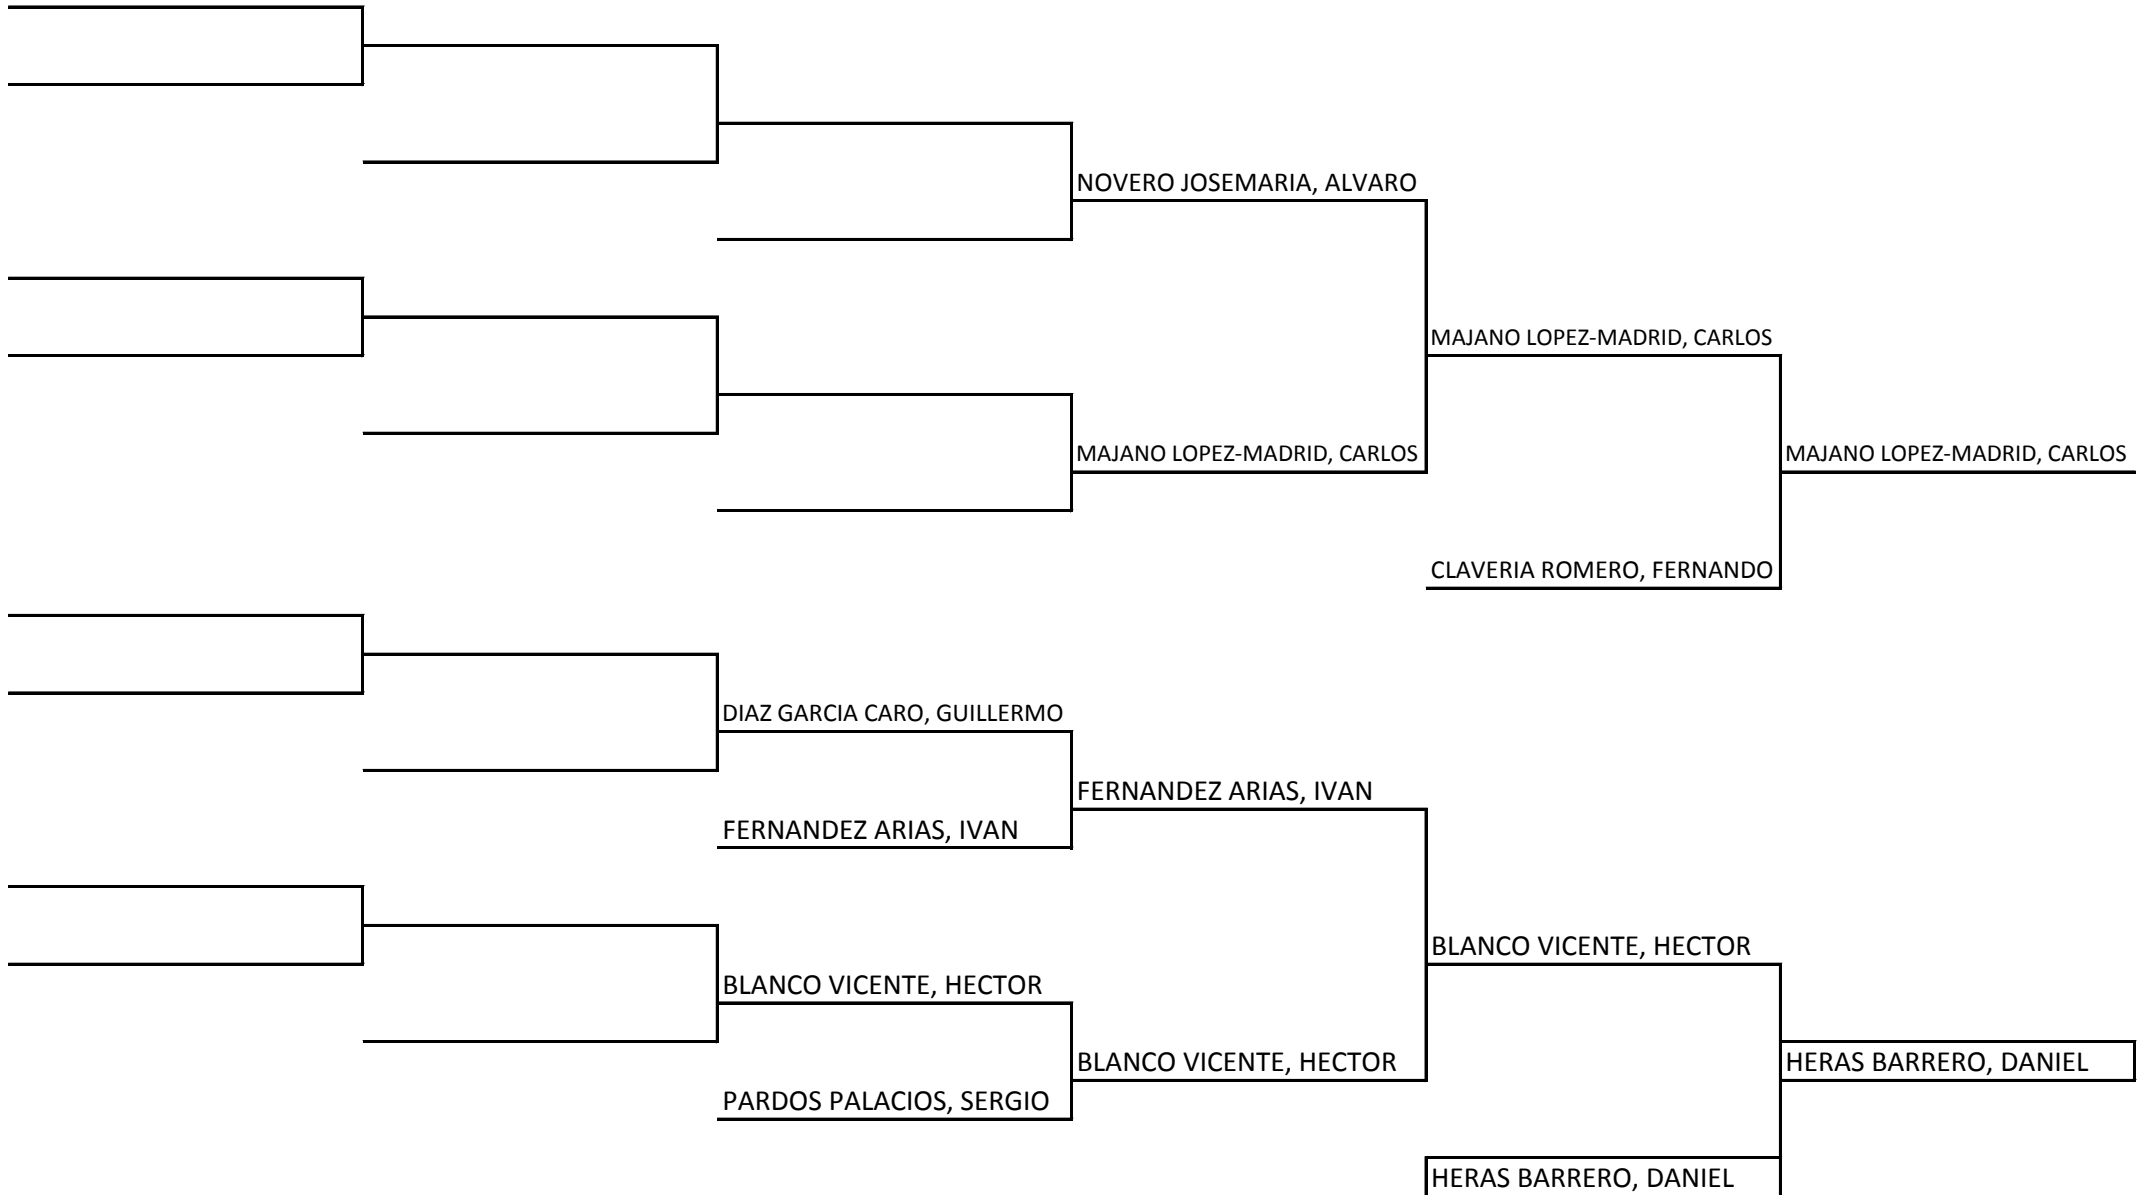 NOVERO JOSEMARIA, ALVARO
MAJANO LOPEZ-MADRID, CARLOS
MAJANO LOPEZ-MADRID, CARLOS
MAJANO LOPEZ-MADRID, CARLOS
CLAVERIA ROMERO, FERNANDO
DIAZ GARCIA CARO, GUILLERMO
FERNANDEZ ARIAS, IVAN
FERNANDEZ ARIAS, IVAN
BLANCO VICENTE, HECTOR
BLANCO VICENTE, HECTOR
BLANCO VICENTE, HECTOR
HERAS BARRERO, DANIEL
PARDOS PALACIOS, SERGIO
HERAS BARRERO, DANIEL